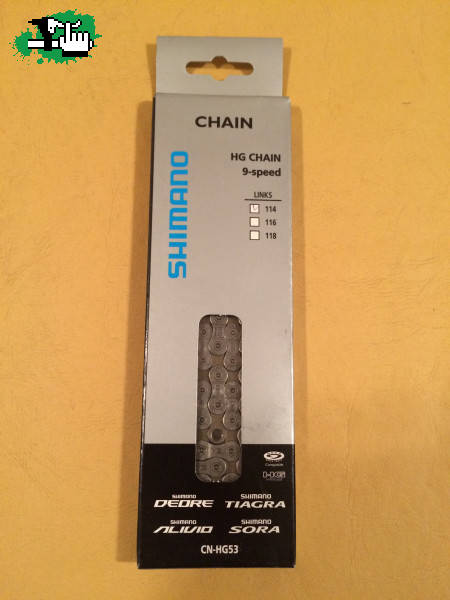 CHAIN
SHIMANO
HG CHAIN
9-speed
LINKS
114
116
118
SHIMANO
DEORE
SHIMANO
TIAGRA
SHIMANO
ALIVIO
SHIMANO
SORA
CN-HG53